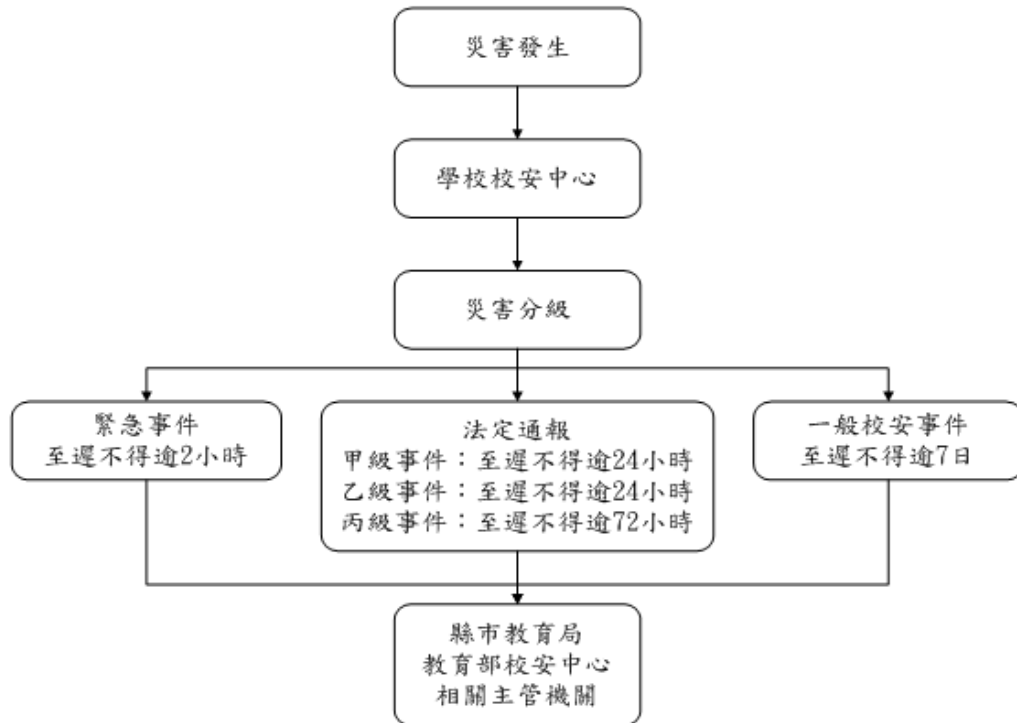 災害發生
學校校安中心
災害分級
緊急事件
至遲不得逾2小時
法定通報
甲級事件：至遲不得逾24小時
乙級事件：至遲不得逾24小時
丙級事件：至遲不得逾72小時
一般校安事件
至遲不得逾7日
縣市教育局
教育部校安中心
相關主管機關